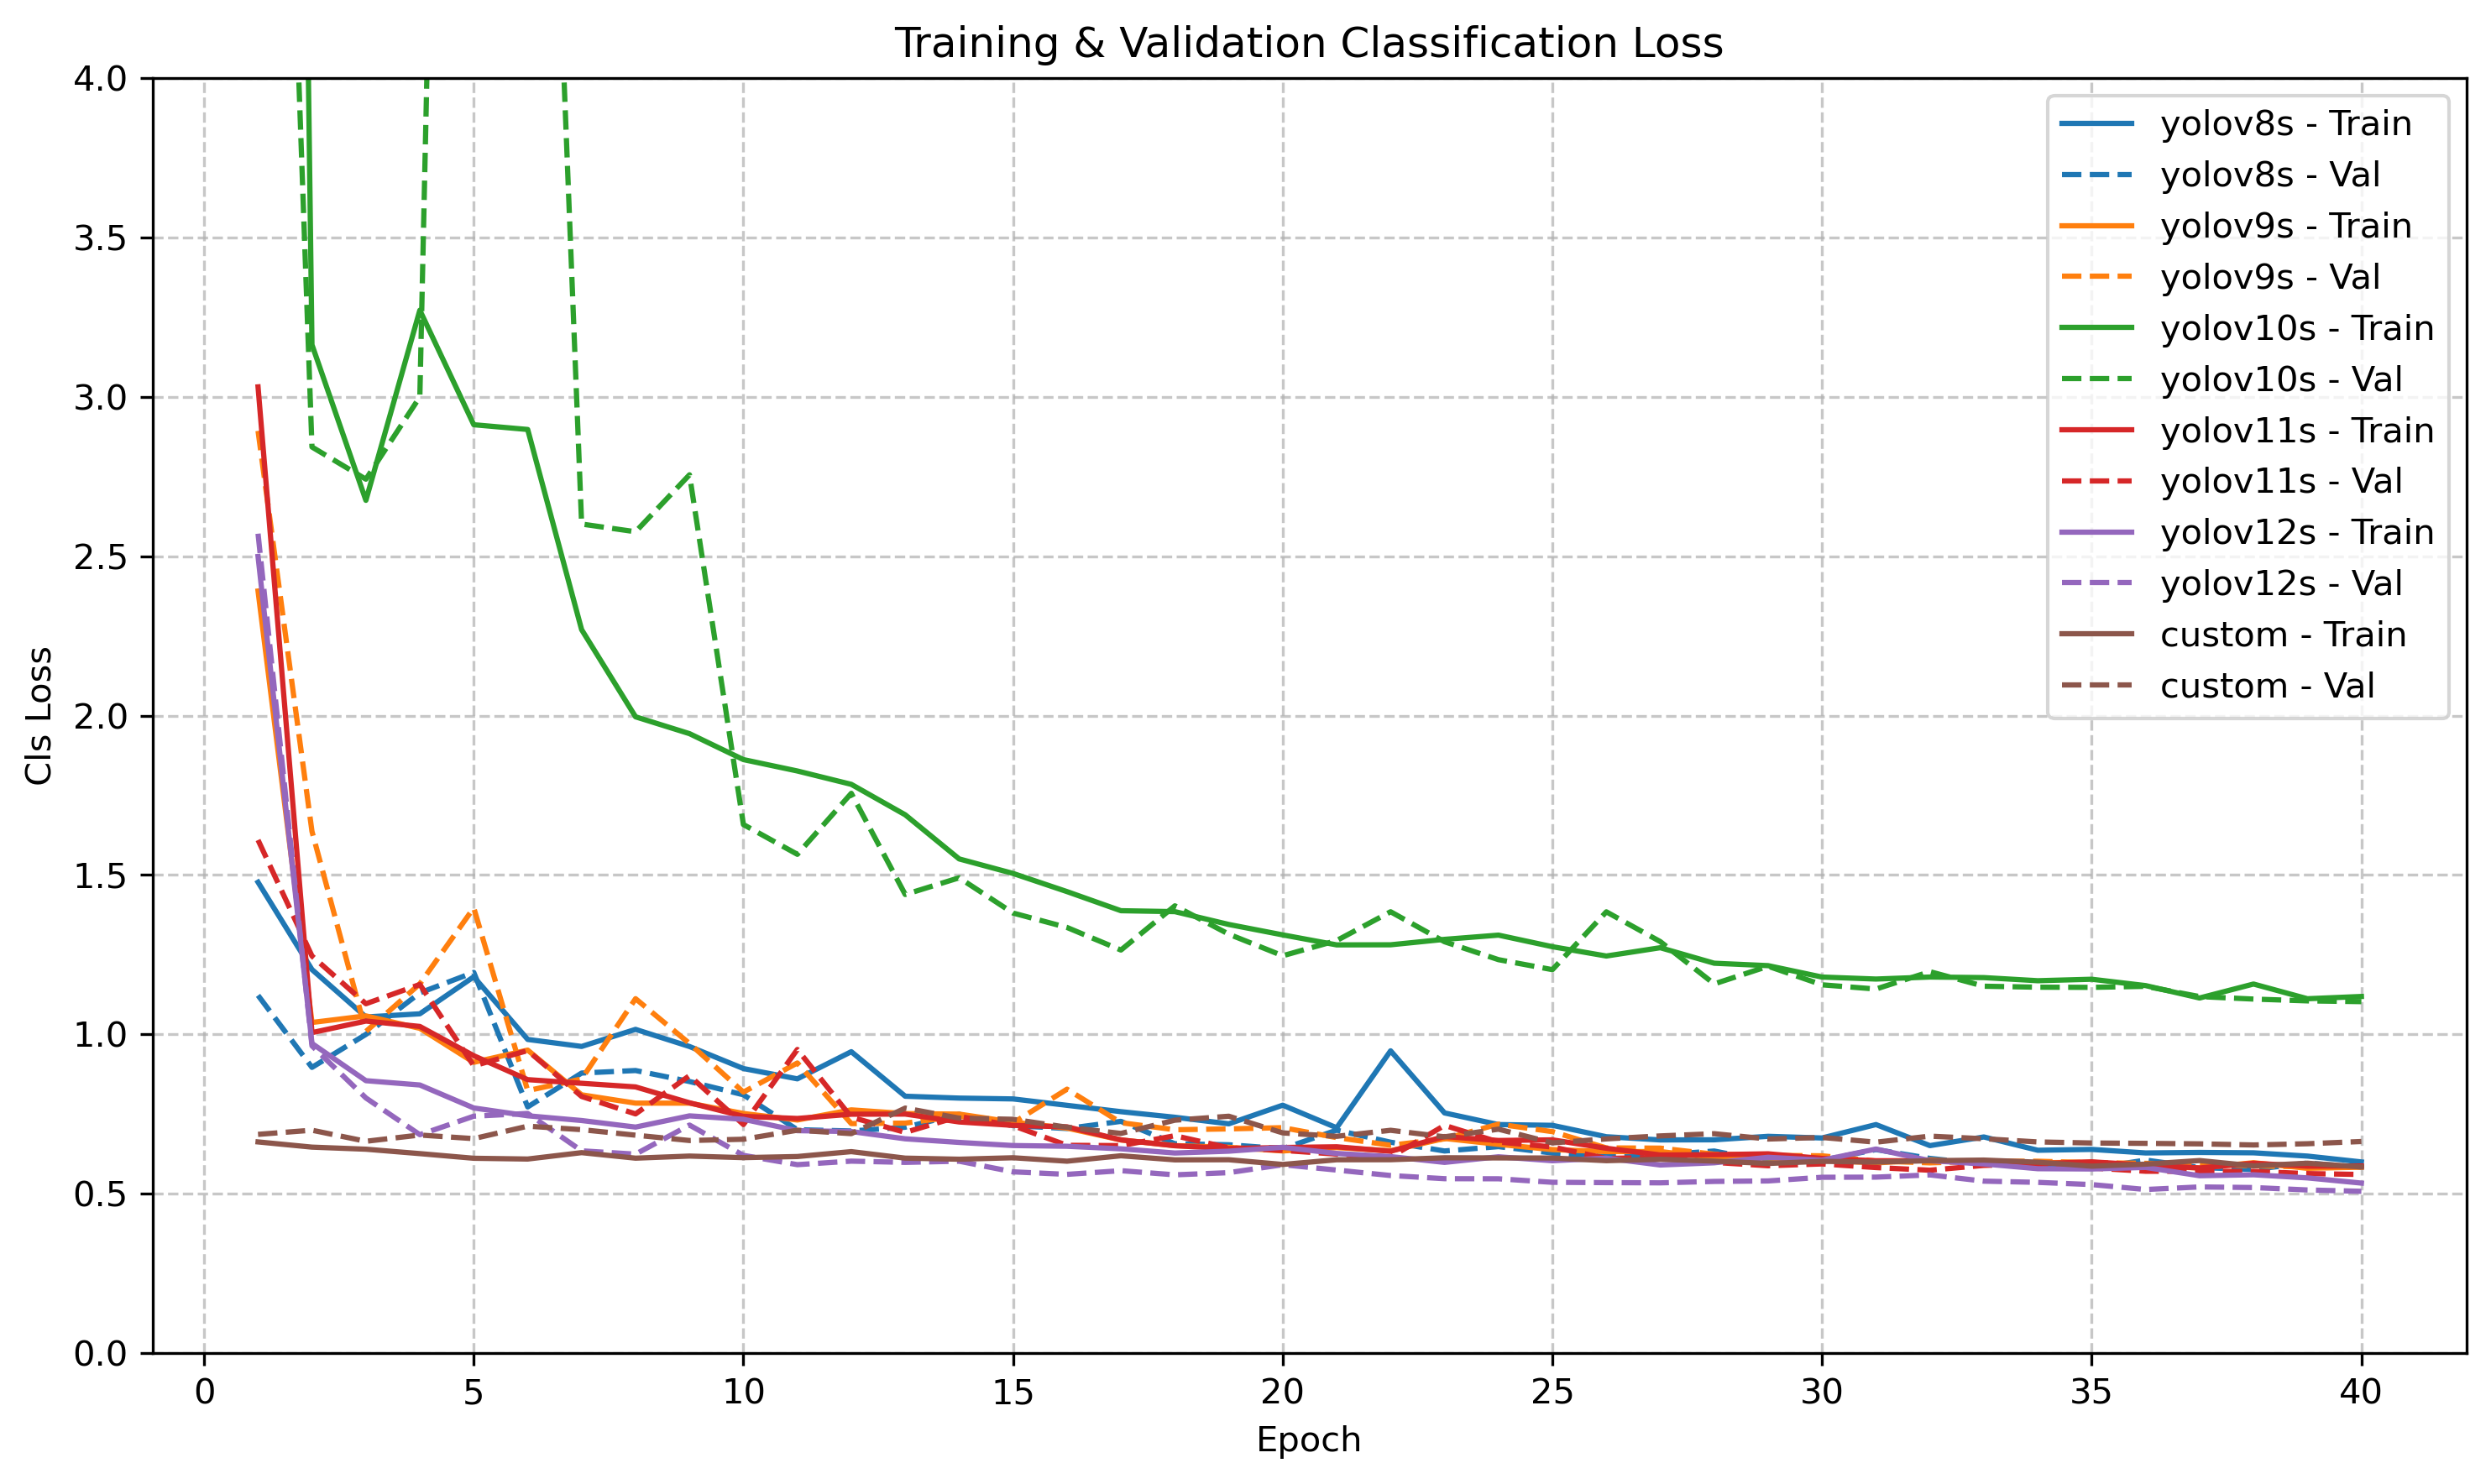 Training & Validation Classification Loss
4.0
3.5
3.0
2.5
2.0
1.5
1.0
0.5
0.0
Cls Loss
0 5 10 15 20 25 30 35 40
Epoch
yolov8s - Train
yolov8s - Val
yolov9s - Train
yolov9s - Val
yolov10s - Train
yolov10s - Val
yolov11s - Train
yolov11s - Val
yolov12s - Train
yolov12s - Val
custom - Train
custom - Val